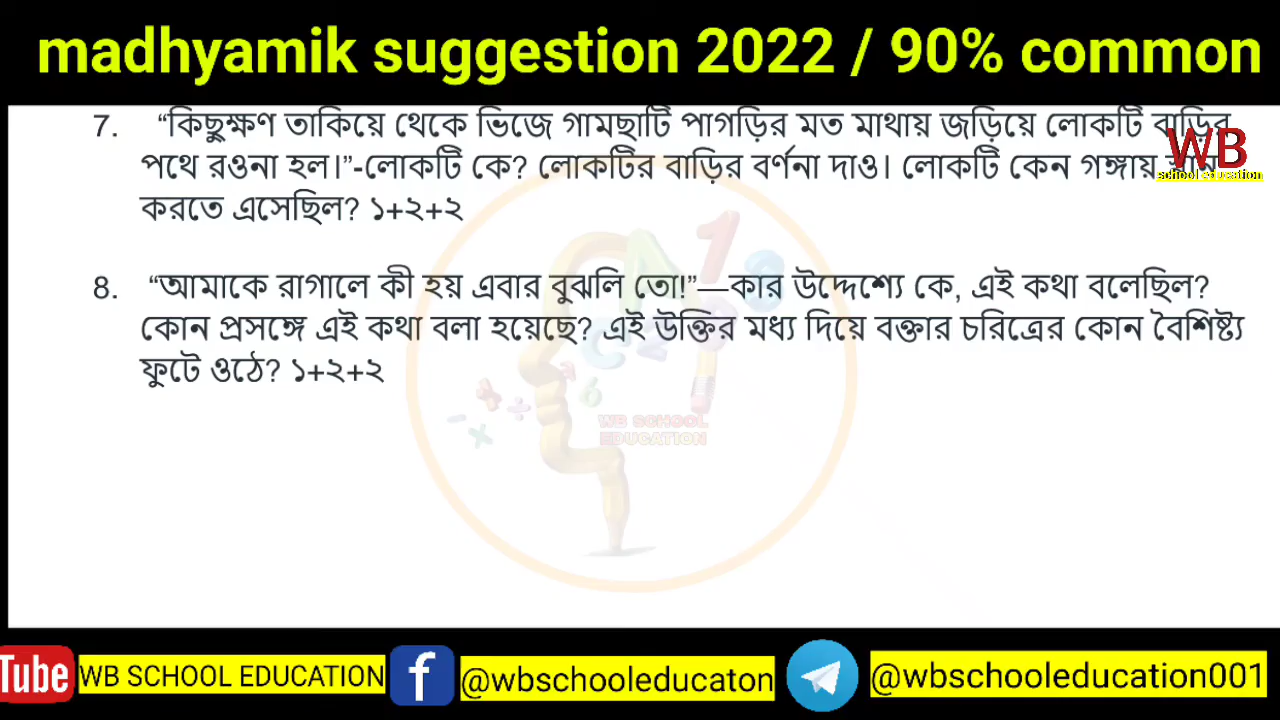 madhyamik suggestion 2022 / 90% common
7. “কিছুক্ষণ তাকিয়ে থেকে ভিজে গামছাটি পাগড়ির মত মাথায় জড়িয়ে লোকটি বাড়ির
WB
পথে রওনা হল।”-লোকটি কে? লোকটির বাড়ির বর্ণনা দাও। লোকটি কেন গঙ্গায়
school education
করতে এসেছিল? ১+২+২
8. “আমাকে রাগালে কী হয় এবার বুঝলি তো!”—কার উদ্দেশ্যে কে, এই কথা বলেছিল?
কোন প্রসঙ্গে এই কথা বলা হয়েছে? এই উক্তির মধ্য দিয়ে বক্তার চরিত্রের কোন বৈশিষ্ট্য
ফুটে ওঠে? ১+২+২
WB SCHOOL
EDUCATION
Tube WB SCHOOL EDUCATION @wbschooleducaton @wbschooleducation001